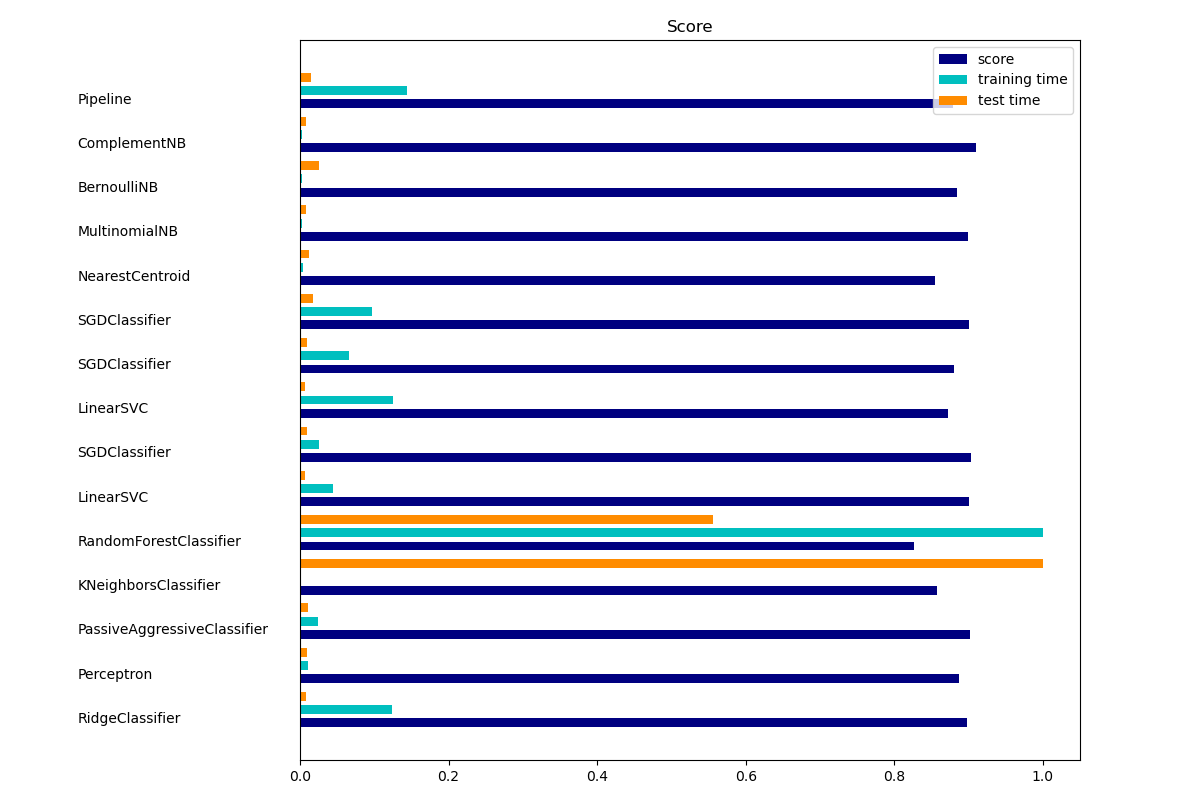 Score
score
training time
test time
Pipeline
ComplementNB
BernoulliNB
MultinomialNB
NearestCentroid
SGDClassifier
SGDClassifier
LinearSVC
SGDClassifier
LinearSVC
RandomForestClassifier
KNeighborsClassifier
PassiveAggressiveClassifier
Perceptron
RidgeClassifier
0.0 0.2 0.4 0.6 0.8 1.0